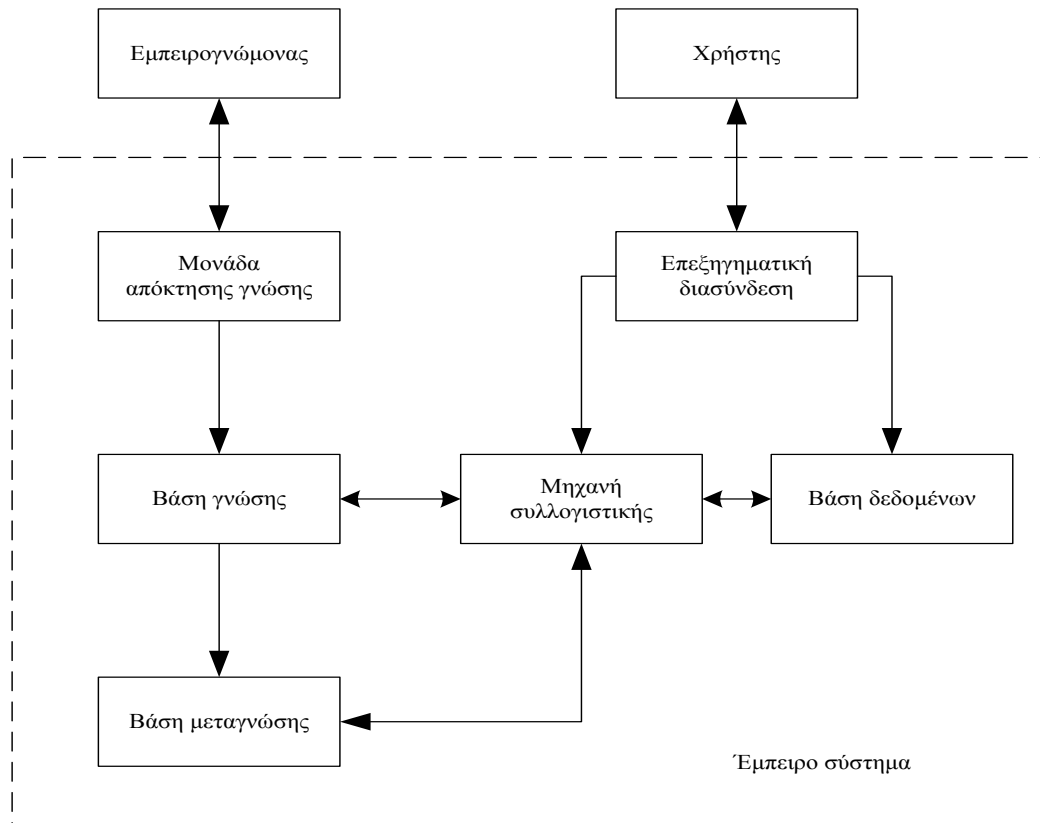 Εμπειρογνώμονας
Χρήστης
Μονάδα
απόκτησης γνώσης
Επεξηγηματική
διασύνδεση
Βάση γνώσης
Μηχανή
συλλογιστικής
Βάση δεδομένων
Βάση μεταγνώσης
Έμπειρο σύστημα